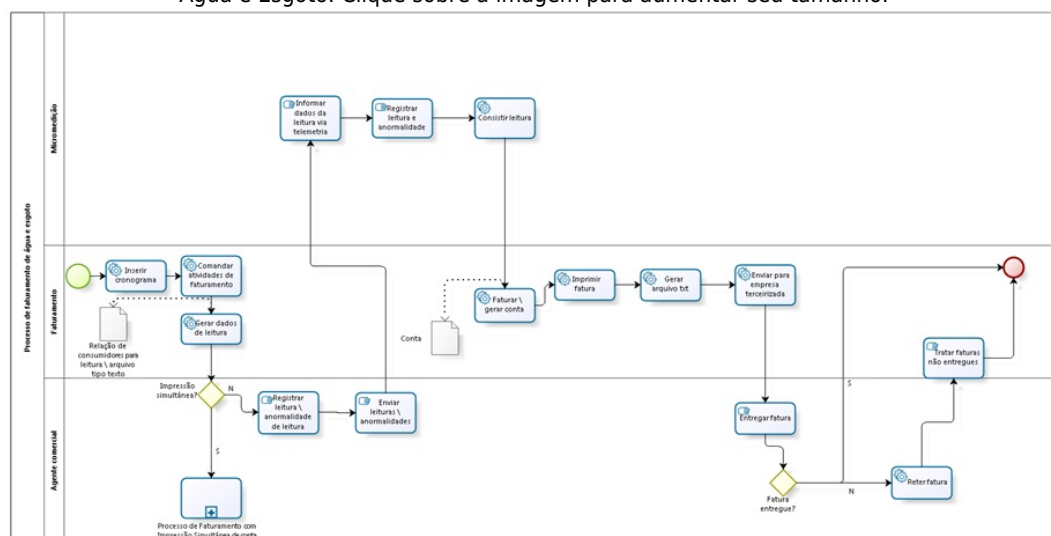 Água e Esgoto. Clique sobre a imagem para aumentar seu tamanho.
Processo de faturamento de água e esgoto
Micromedição
Informar
dados da
leitura via
telemetria
Registrar
leitura e
anormalidade
Consistir leitura
Faturamento
Inserir
cronograma
Comandar
atividades de
faturamento
Gerar dados
de leitura
Relação de
consumidores para
leitura \ arquivo
tipo texto
Conta
Faturar \
gerar conta
Imprimir
fatura
Gerar
arquivo txt
Enviar para
empresa
terceirizada
Tratar faturas
não entregues
Agente comercial
Impressão
simultânea?
N
S
Registrar
leitura \
anormalidade
de leitura
Enviar
leituras \
anormalidades
Processo de Faturamento com
Impressão Simultânea de conta
Entregar fatura
Fatura
entregue?
S
N
Reter fatura